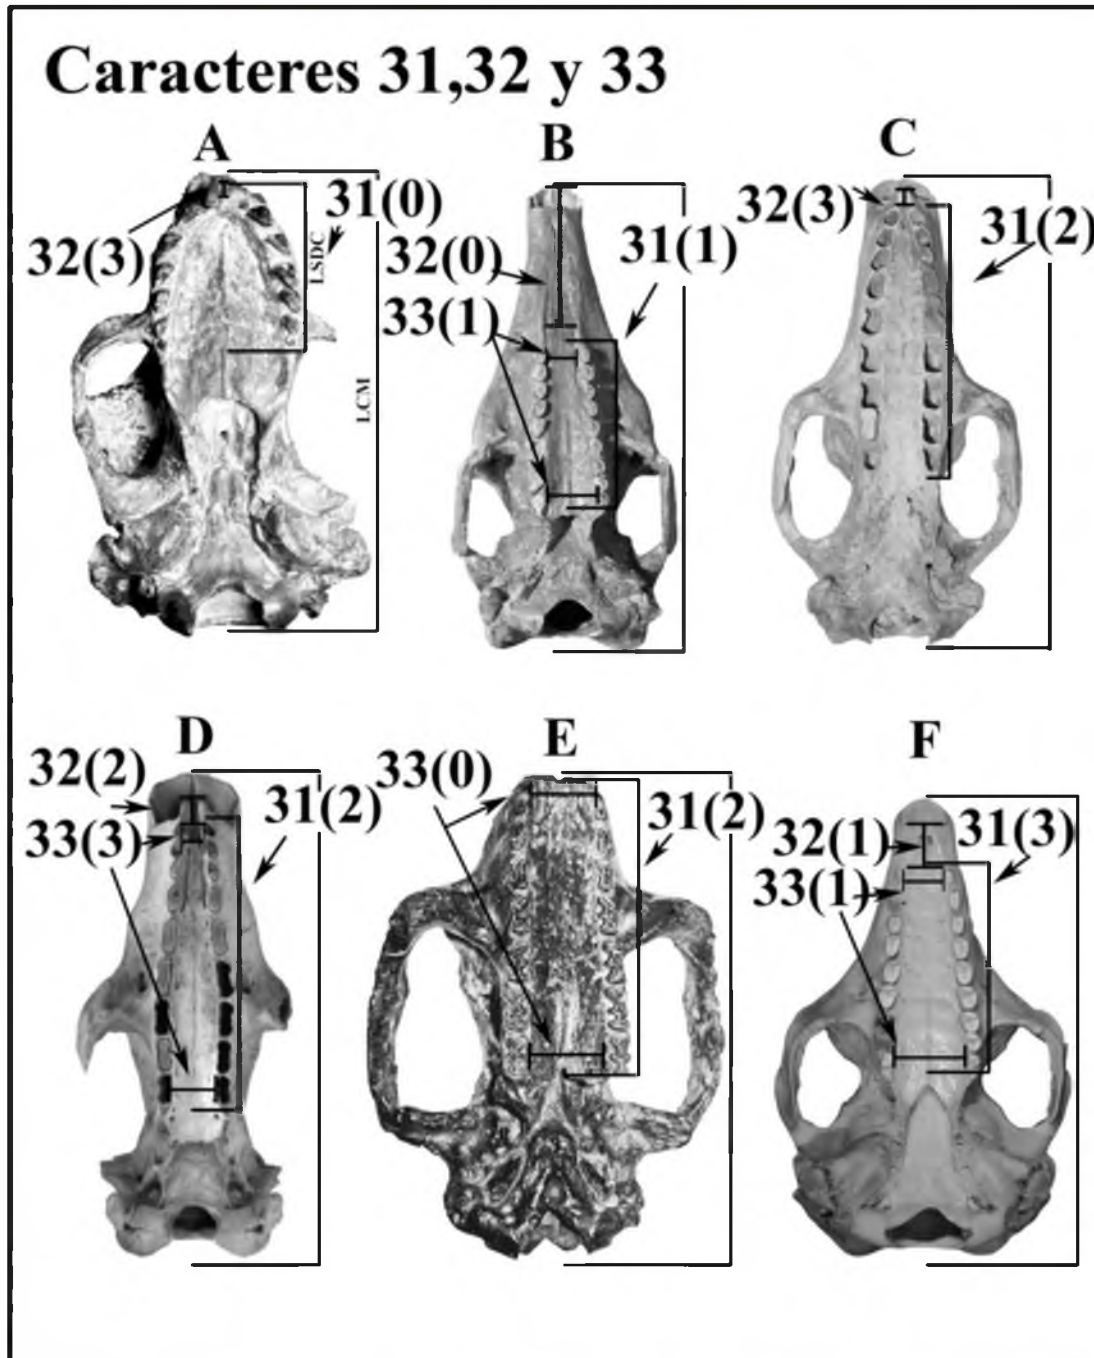 Caracteres 31,32 y 33
A
B
C
32(3)
31(0)
LSDC
LCM
32(0)
33(1)
31(1)
32(3)
31(2)
D
E
F
32(2)
33(3)
31(2)
33(0)
31(2)
32(1)
33(1)
31(3)